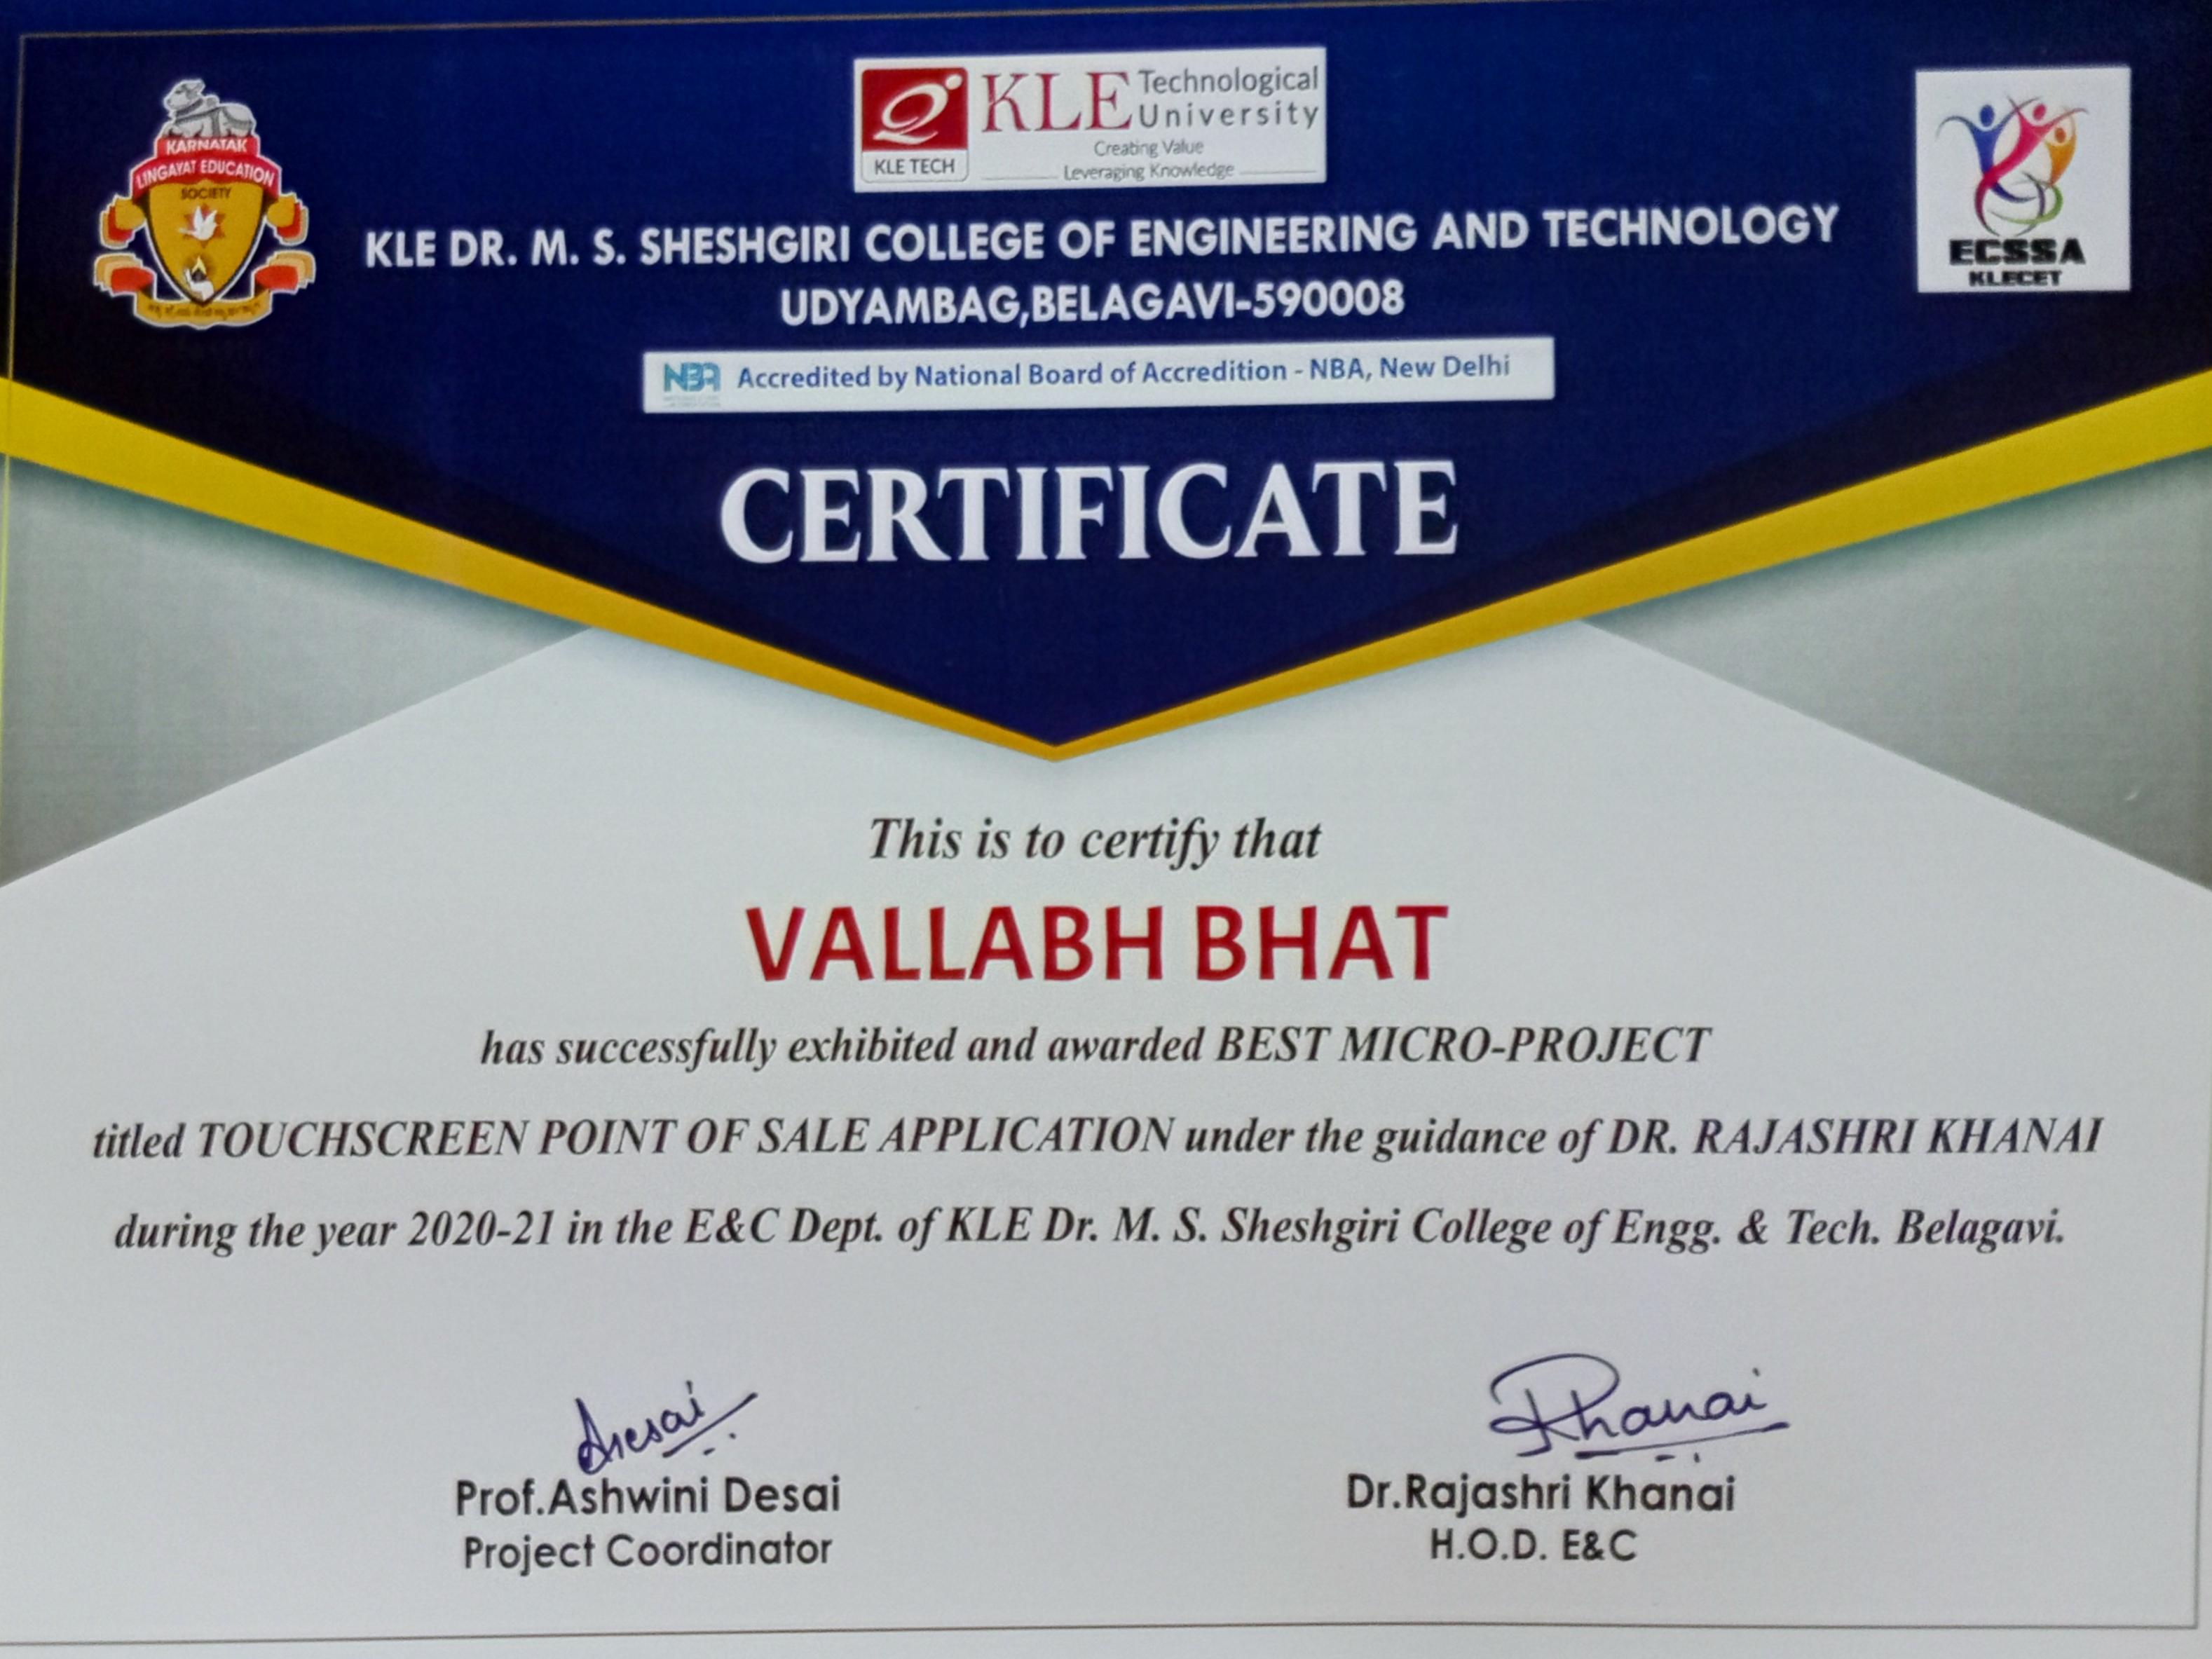 KARNATAK
LINGAYAT EDUCATION
SOCIETY
KLE TECH
KLE Technological University
Creating Value
Leveraging Knowledge
ECSSA
KLECET
KLE DR. M. S. SHESHGIRI COLLEGE OF ENGINEERING AND TECHNOLOGY
UDYAMBAG,BELAGAVI-590008
NBA Accredited by National Board of Accredition - NBA, New Delhi
CERTIFICATE
This is to certify that
VALLABH BHAT
has successfully exhibited and awarded BEST MICRO-PROJECT
titled TOUCHSCREEN POINT OF SALE APPLICATION under the guidance of DR. RAJASHRI KHANAI
during the year 2020-21 in the E&C Dept. of KLE Dr. M. S. Sheshgiri College of Engg. & Tech. Belagavi.
Desai
Khanai
Prof.Ashwini Desai
Dr.Rajashri Khanai
Project Coordinator
H.O.D. E&C